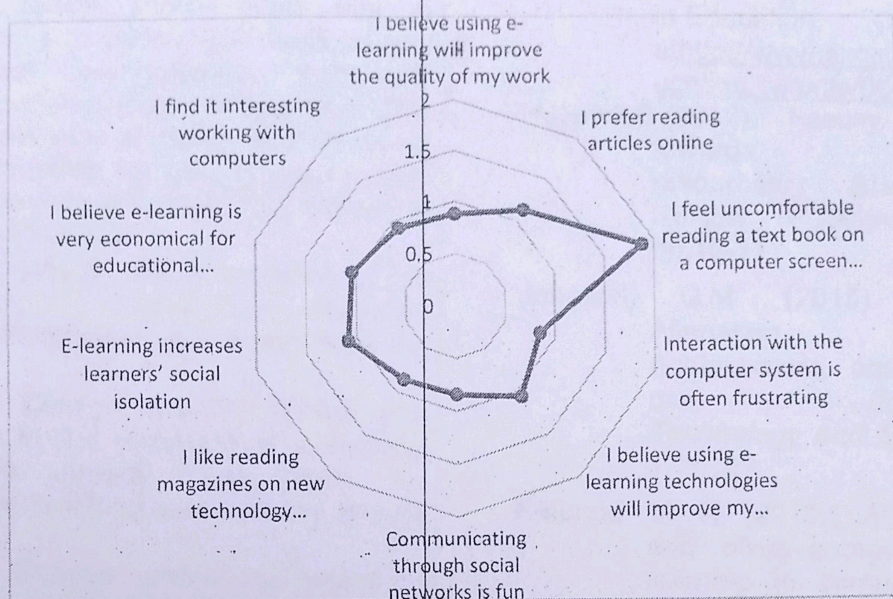 I believe using e-
learning will improve
the quality of my work
I prefer reading
articles online
I feel uncomfortable
reading a text book on
a computer screen...
Interaction with the
computer system is
often frustrating
I believe using e-
learning technologies
will improve my...
Communicating
through social
networks is fun
I like reading
magazines on new
technology...
E-learning increases
learners' social
isolation
I believe e-learning is
very economical for
educational...
I find it interesting
working with
computers
2
1.5
1
0.5
0